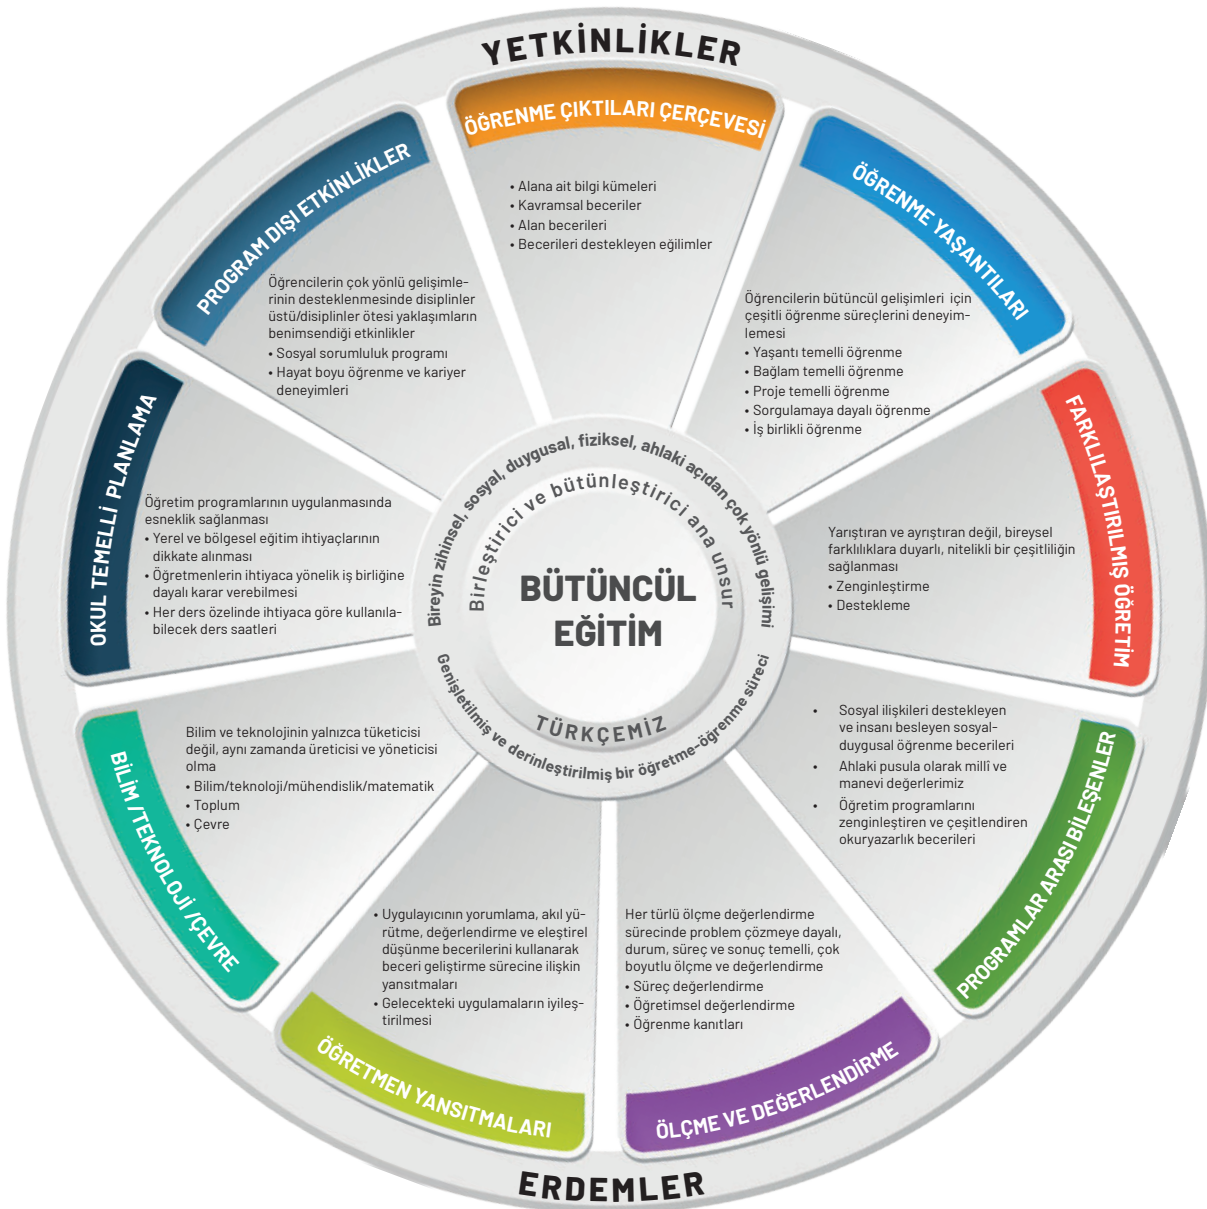 YETKİNLİKLER
ÖĞRENME ÇIKTILARI ÇERÇEVESİ
• Alana ait bilgi kümeleri
• Kavramsal beceriler
• Alan becerileri
• Becerileri destekleyen eğilimler
ÖĞRENME YAŞANTILARI
Öğrencilerin bütüncül gelişimleri için
çeşitli öğrenme süreçlerini deneyim-
lemesi
• Yaşantı temelli öğrenme
• Bağlam temelli öğrenme
• Proje temelli öğrenme
• Sorgulamaya dayalı öğrenme
• İş birlikli öğrenme
FARKLILAŞTIRILMIŞ ÖĞRETİM
Yarıştıran ve ayrıştıran değil, bireysel
farklılıklara duyarlı, nitelikli bir çeşitliliğin
sağlanması
• Zenginleştirme
• Destekleme
PROGRAMLAR ARASI BİLEŞENLER
• Sosyal ilişkileri destekleyen
ve insanı besleyen sosyal-
duygusal öğrenme becerileri
• Ahlaki pusula olarak millî ve
manevi değerlerimiz
• Öğretim programlarını
zenginleştiren ve çeşitlendiren
okuryazarlık becerileri
ÖLÇME VE DEĞERLENDİRME
Her türlü ölçme değerlendirme
sürecinde problem çözmeye dayalı,
durum, süreç ve sonuç temelli, çok
boyutlu ölçme ve değerlendirme
• Süreç değerlendirme
• Öğretimsel değerlendirme
• Öğrenme kanıtları
ÖĞRETMEN YANSITMALARI
• Uygulayıcının yorumlama, akıl yü-
rütme, değerlendirme ve eleştirel
düşünme becerilerini kullanarak
beceri geliştirme sürecine ilişkin
yansıtmaları
• Gelecekteki uygulamaların iyileş-
tirilmesi
BİLİM /TEKNOLOJİ /ÇEVRE
Bilim ve teknolojinin yalnızca tüketicisi
değil, aynı zamanda üreticisi ve yöneticisi
olma
• Bilim/teknoloji/mühendislik/matematik
• Toplum
• Çevre
OKUL TEMELLİ PLANLAMA
Öğretim programlarının uygulanmasında
esneklik sağlanması
• Yerel ve bölgesel eğitim ihtiyaçlarının
dikkate alınması
• Öğretmenlerin ihtiyaca yönelik iş birliğine
dayalı karar verebilmesi
• Her ders özelinde ihtiyaca göre kullanıla-
bilecek ders saatleri
PROGRAM DIŞI ETKİNLİKLER
Öğrencilerin çok yönlü gelişimle-
rinin desteklenmesinde disiplinler
üstü/disiplinler ötesi yaklaşımların
benimsendiği etkinlikler
• Sosyal sorumluluk programı
• Hayat boyu öğrenme ve kariyer
deneyimleri
Bireyin zihinsel, sosyal, duygusal, fiziksel, ahlaki açıdan çok yönlü gelişimi
Birleştirici ve bütünleştirici ana unsur
BÜTÜNCÜL
EĞİTİM
TÜRKÇEMİZ
Genişletilmiş ve derinleştirilmiş bir öğretme-öğrenme süreci
ERDEMLER